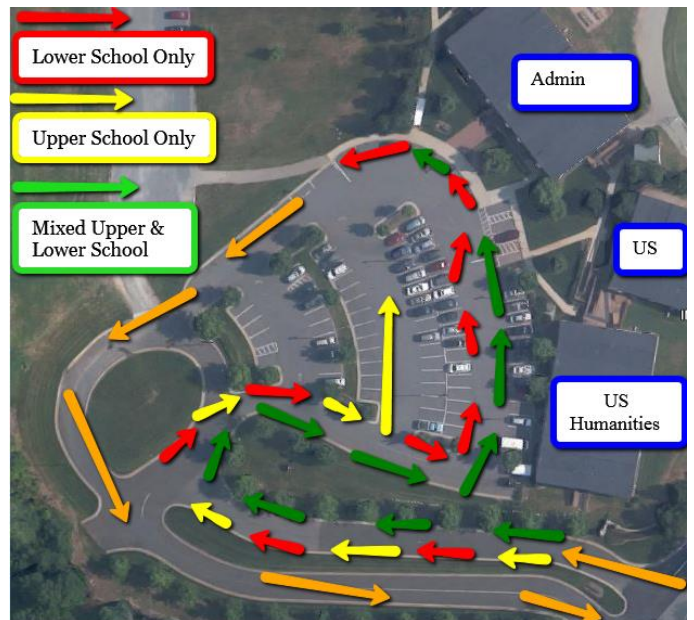 Lower School Only
Upper School Only
Mixed Upper &
Lower School
Admin
US
US
Humanities